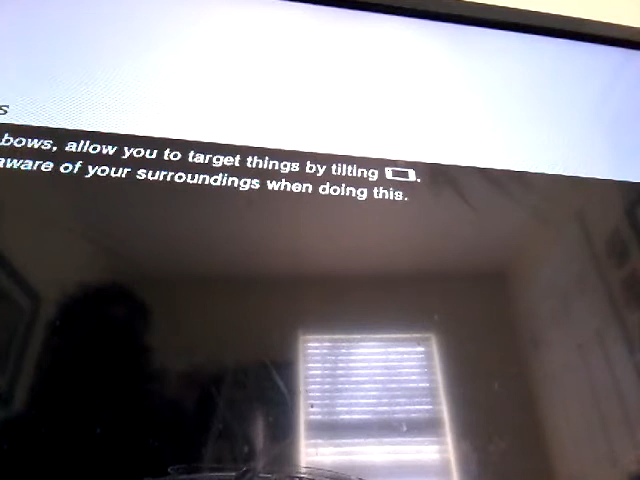 s
bows, allow you to target things by tilting .
aware of your surroundings when doing this.